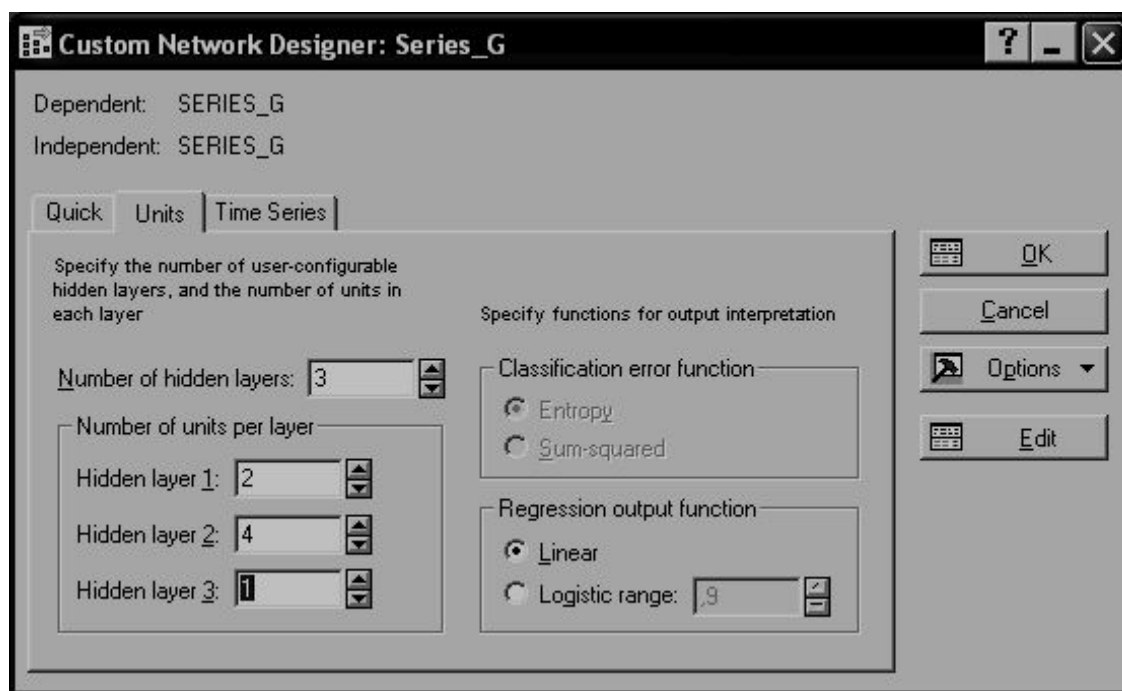 Custom Network Designer: Series_G
?
Dependent: SERIES_G
Independent: SERIES_G
Quick
Units
Time Series
Specify the number of user-configurable
hidden layers, and the number of units in
each layer
Number of hidden layers: 3
Number of units per layer
Hidden layer 1: 2
Hidden layer 2: 4
Hidden layer 3: 1
Specify functions for output interpretation
Classification error function
Entropy
Sum-squared
Regression output function
Linear
Logistic range: ,9
OK
Cancel
Options
Edit